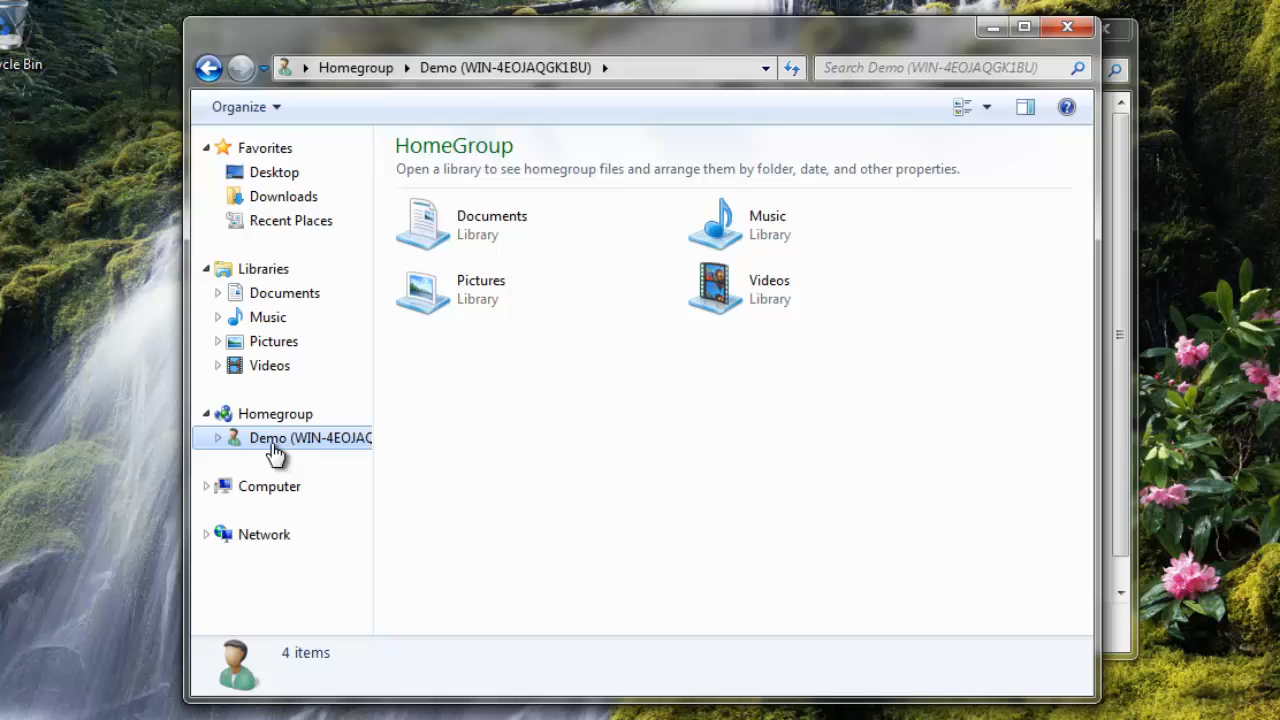 cle Bin
Homegroup
Demo (WIN-4EOJAQGK1BU)
Search Demo (WIN-4EOJAQGK1BU)
Organize
Favorites
Desktop
Downloads
Recent Places
Libraries
Documents
Music
Pictures
Videos
Homegroup
Demo (WIN-4EOJAQ
Computer
Network
HomeGroup
Open a library to see homegroup files and arrange them by folder, date, and other properties.
Documents
Library
Music
Library
Pictures
Library
Videos
Library
4 items